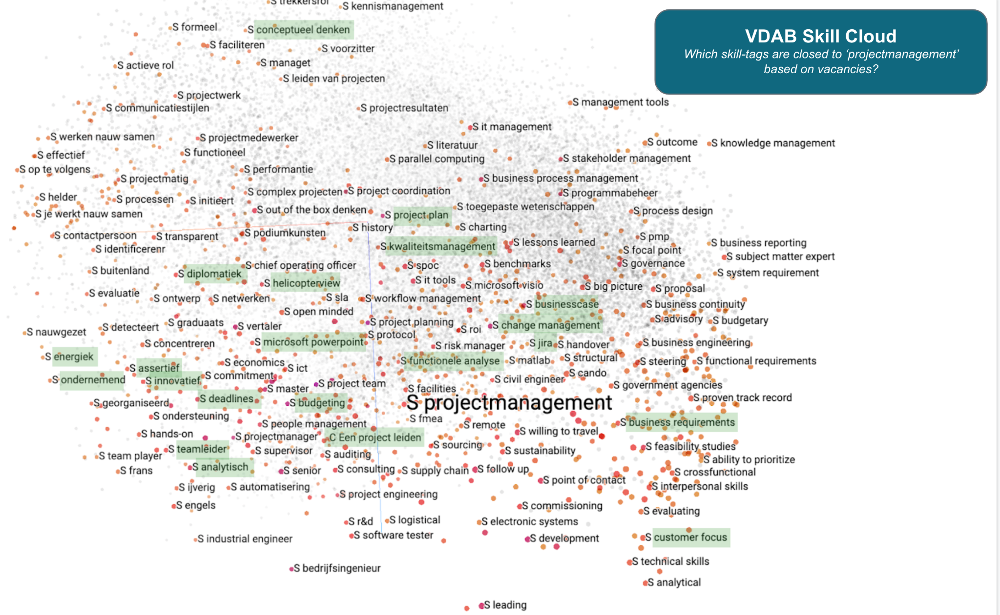 S trekkersrol
S kennismanagement
VDAB Skill Cloud
Which skill-tags are closed to ‘projectmanagement’
based on vacancies?
S formeel
S conceptueel denken
S faciliteren
S voorzitter
S actieve rol
S managet
S leiden van projecten
S projectwerk
S communicatiestijlen
S projectresultaten
S management tools
S it management
S werken nauw samen
S projectmedewerker
S literatuur
S outcome
S knowledge management
S effectief
S functioneel
S parallel computing
S stakeholder management
S op te volgens
S projectmatig
S performantie
S business process management
S complex projecten
S project coordination
S programmabeheer
S helder
S processen
S initieert
S je werkt nauw samen
S out of the box denken
S project plan
S toegepaste wetenschappen
S process design
S contactpersoon
S transparent
S podiumkunsten
S history
S charting
S pmp
S identificerenr
S kwaliteitsmanagement
S lessons learned
S focal point
S business reporting
S subject matter expert
S buitenland
S diplomatiek
S chief operating officer
S spoc
S benchmarks
S governance
S system requirement
S helicopterview
S it tools
S microsoft visio
S big picture
S proposal
S evaluatie
S ontwerp
S netwerken
S sla
S workflow management
S businesscase
S business continuity
S open minded
S nauwgezet
S detecteert
S graduaats
S vertaler
S project planning
S roi
S change management
S advisory
S budgetary
S concentreren
S microsoft powerpoint
S protocol
S risk manager
S jira
S handover
S business engineering
S energiek
S assertief
S economics
S ict
S functionele analyse
S matlab
S structural
S steering
S functional requirements
S ondernemend
S innovatief
S commitment
S master
S project team
S civil engineer
S cando
S government agencies
S facilities
S georganiseerd
S deadlines
S budgeting
S projectmanagement
S proven track record
S ondersteuning
S people management
S fmea
S remote
S business requirements
S hands-on
S projectmanager
C Een project leiden
S willing to travel
S teamleider
S supervisor
S auditing
S sourcing
S sustainability
S feasibility studies
S team player
S ability to prioritize
S frans
S analytisch
S senior
S consulting
S supply chain
S follow up
S crossfunctional
S ijverig
S automatisering
S project engineering
S point of contact
S interpersonal skills
S engels
S commissioning
S evaluating
S r&d
S logistical
S electronic systems
S industrial engineer
S software tester
S development
S customer focus
S bedrijfsingenieur
S technical skills
S analytical
S leading